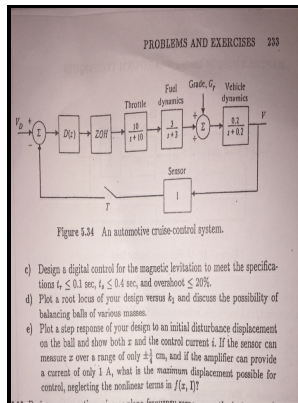 PROBLEMS AND EXERCISES 233
Fuel Grade, G_r Vehicle
Throttle dynamics dynamics
V_D + Σ − D(z) ZOH 10/s+10 3/s+3 + Σ + 0.2/s+0.2 V
Sensor
1
T
Figure 5.34 An automotive cruise-control system.
c) Design a digital control for the magnetic levitation to meet the specifica-
tions t_r ≤ 0.1 sec, t_s ≤ 0.4 sec, and overshoot ≤ 20%.
d) Plot a root locus of your design versus k_1 and discuss the possibility of
balancing balls of various masses.
e) Plot a step response of your design to an initial disturbance displacement
on the ball and show both x and the control current i. If the sensor can
measure x over a range of only ±¼ cm, and if the amplifier can provide
a current of only 1 A, what is the maximum displacement possible for
control, neglecting the nonlinear terms in f(x, I)?